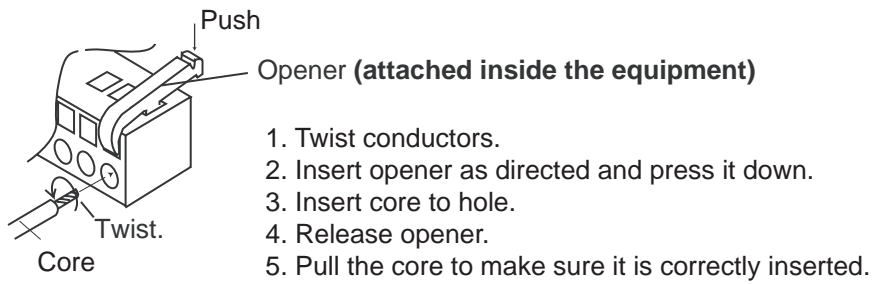 Push
Opener (attached inside the equipment)
1. Twist conductors.
2. Insert opener as directed and press it down.
3. Insert core to hole.
4. Release opener.
5. Pull the core to make sure it is correctly inserted.
Twist.
Core